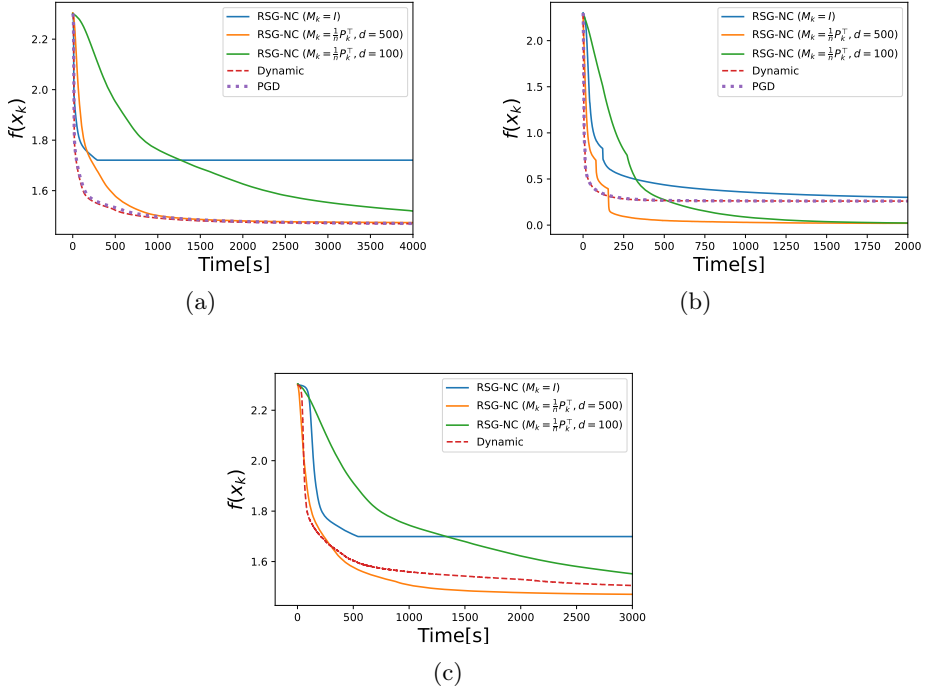 RSG-NC (M_k = I)
RSG-NC (M_k = 1/n P_k^⊤, d = 500)
RSG-NC (M_k = 1/n P_k^⊤, d = 100)
Dynamic
PGD
f(x_k)
2.2
2.0
1.8
1.6
0 500 1000 1500 2000 2500 3000 3500 4000
Time[s]
(a)
RSG-NC (M_k = I)
RSG-NC (M_k = 1/n P_k^⊤, d = 500)
RSG-NC (M_k = 1/n P_k^⊤, d = 100)
Dynamic
PGD
f(x_k)
2.0
1.5
1.0
0.5
0.0
0 250 500 750 1000 1250 1500 1750 2000
Time[s]
(b)
RSG-NC (M_k = I)
RSG-NC (M_k = 1/n P_k^⊤, d = 500)
RSG-NC (M_k = 1/n P_k^⊤, d = 100)
Dynamic
f(x_k)
2.2
2.0
1.8
1.6
0 500 1000 1500 2000 2500 3000
Time[s]
(c)